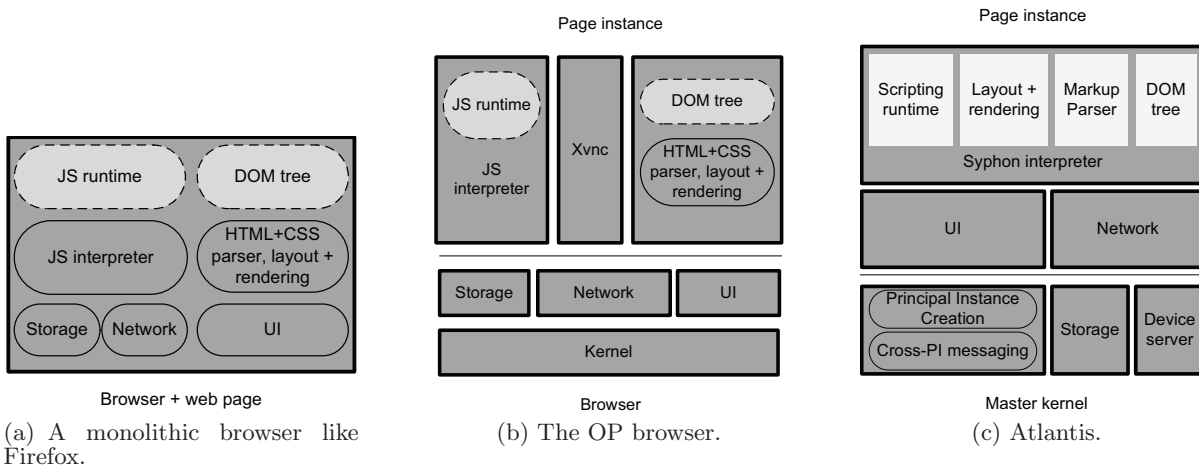 JS runtime
DOM tree
JS interpreter
HTML+CSS
parser, layout +
rendering
Storage
Network
UI
Browser + web page
(a) A monolithic browser like
Firefox.
Page instance
JS runtime
JS
interpreter
Xvnc
DOM tree
HTML+CSS
parser, layout +
rendering
Storage
Network
UI
Kernel
Browser
(b) The OP browser.
Page instance
Scripting
runtime
Layout +
rendering
Markup
Parser
DOM
tree
Syphon interpreter
UI
Network
Principal Instance
Creation
Cross-PI messaging
Storage
Device
server
Master kernel
(c) Atlantis.